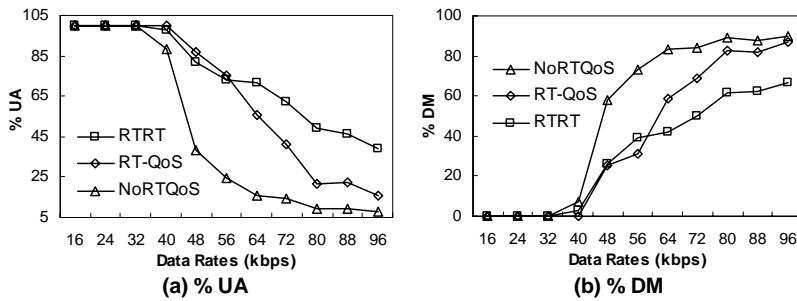 105
85
65
45
25
5
% UA
RTRT
RT-QoS
NoRTQoS
16 24 32 40 48 56 64 72 80 88 96
Data Rates (kbps)
(a) % UA
100
80
60
40
20
0
% DM
NoRTQoS
RT-QoS
RTRT
16 24 32 40 48 56 64 72 80 88 96
Data Rates (kbps)
(b) % DM